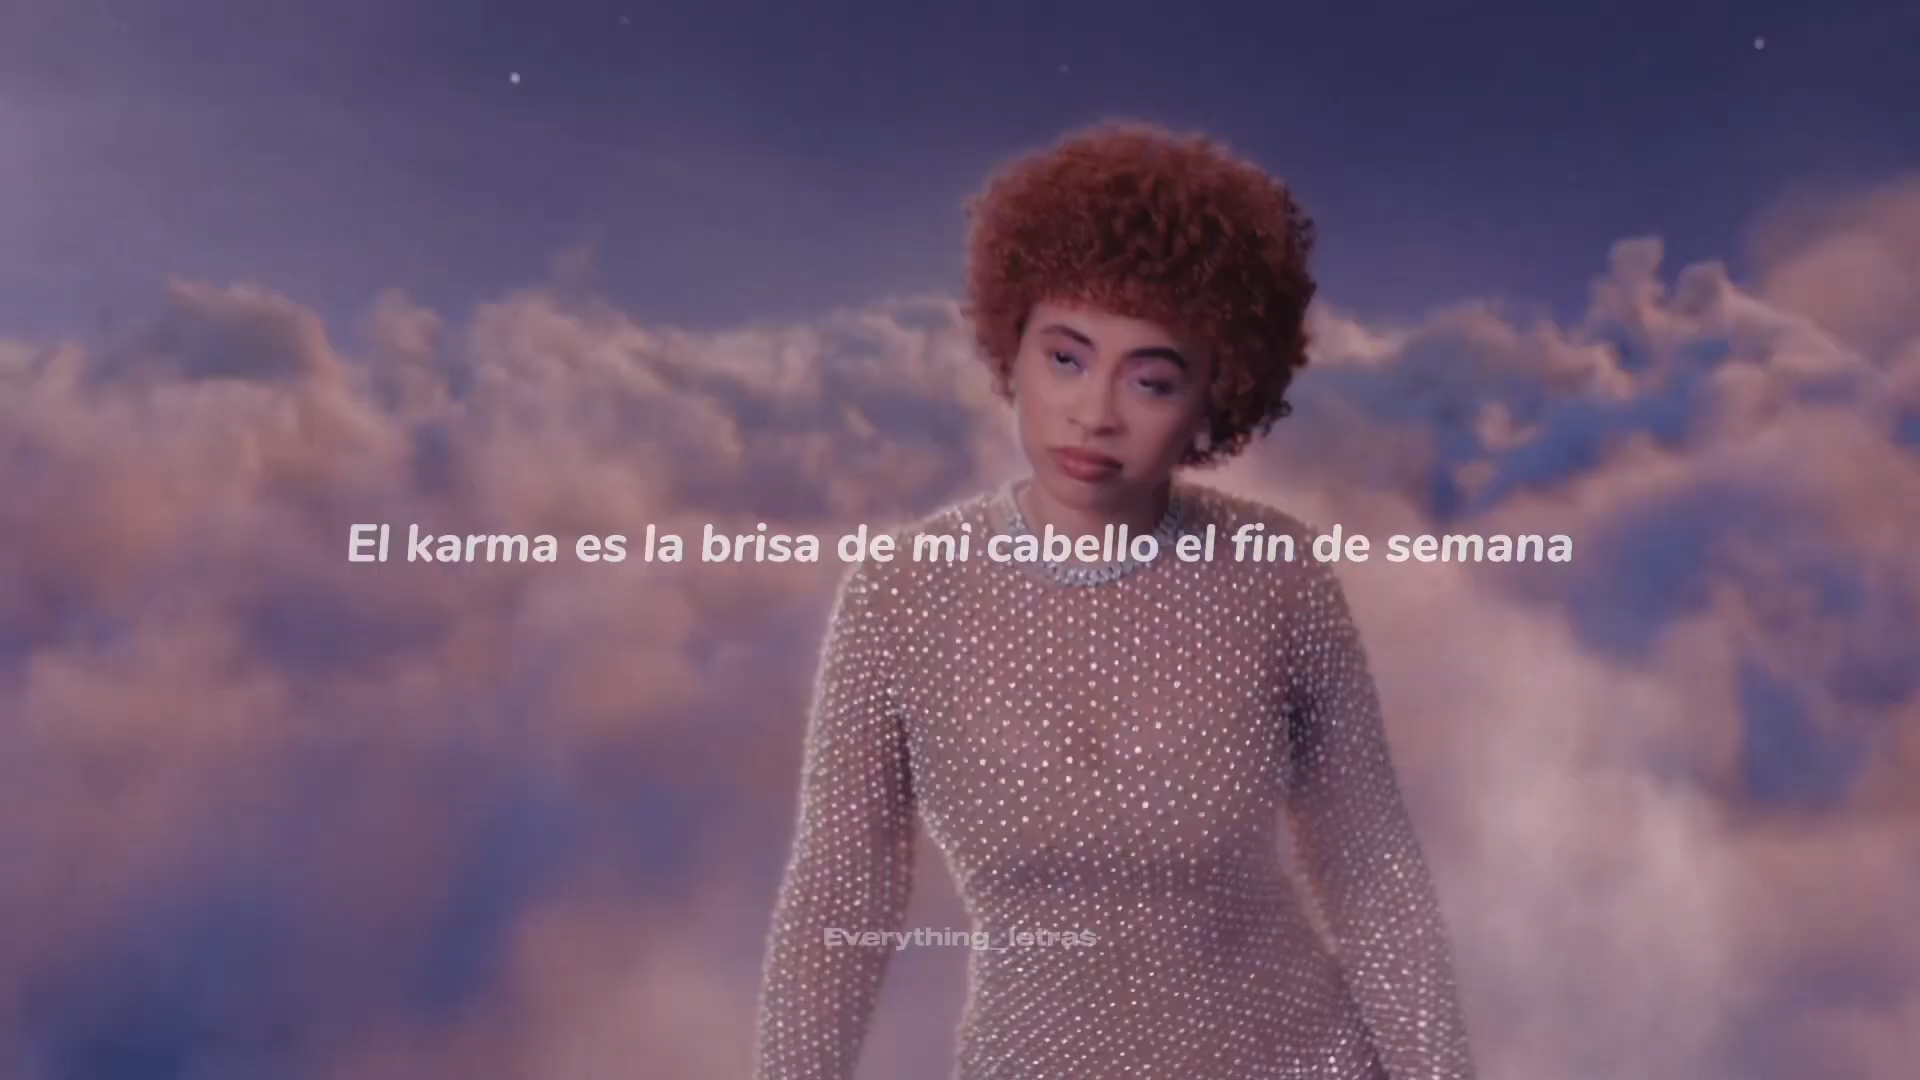 El karma es la brisa de mi cabello el fin de semana
Everything_letras